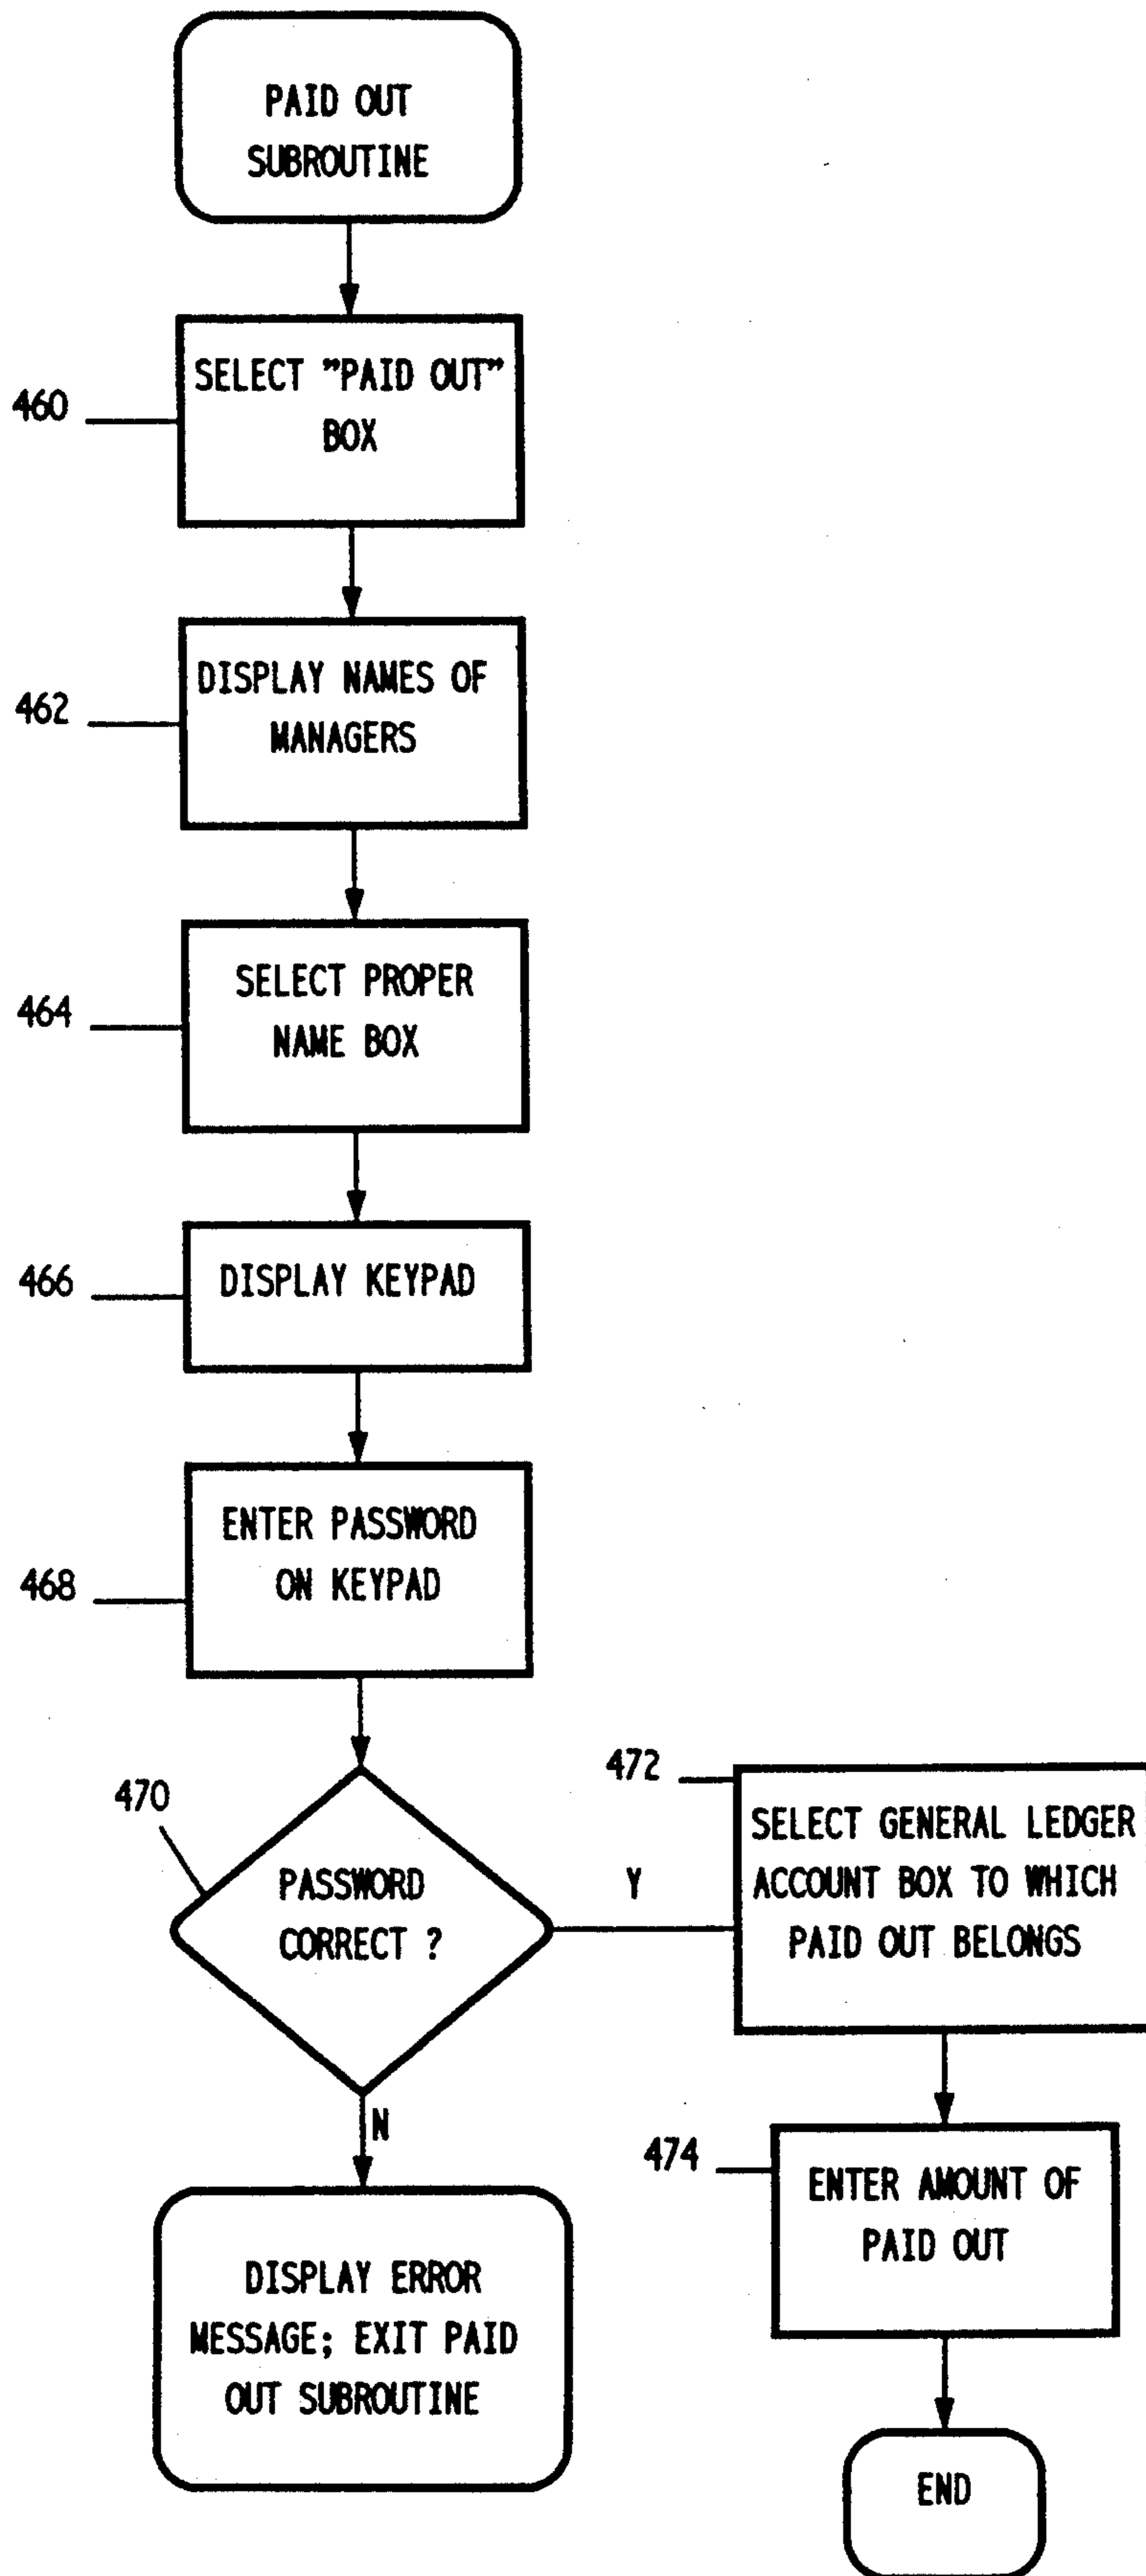 PAID OUT
SUBROUTINE
460
SELECT "PAID OUT"
BOX
462
DISPLAY NAMES OF
MANAGERS
464
SELECT PROPER
NAME BOX
466
DISPLAY KEYPAD
468
ENTER PASSWORD
ON KEYPAD
470
PASSWORD
CORRECT ?
Y
N
472
SELECT GENERAL LEDGER
ACCOUNT BOX TO WHICH
PAID OUT BELONGS
474
ENTER AMOUNT OF
PAID OUT
DISPLAY ERROR
MESSAGE; EXIT PAID
OUT SUBROUTINE
END